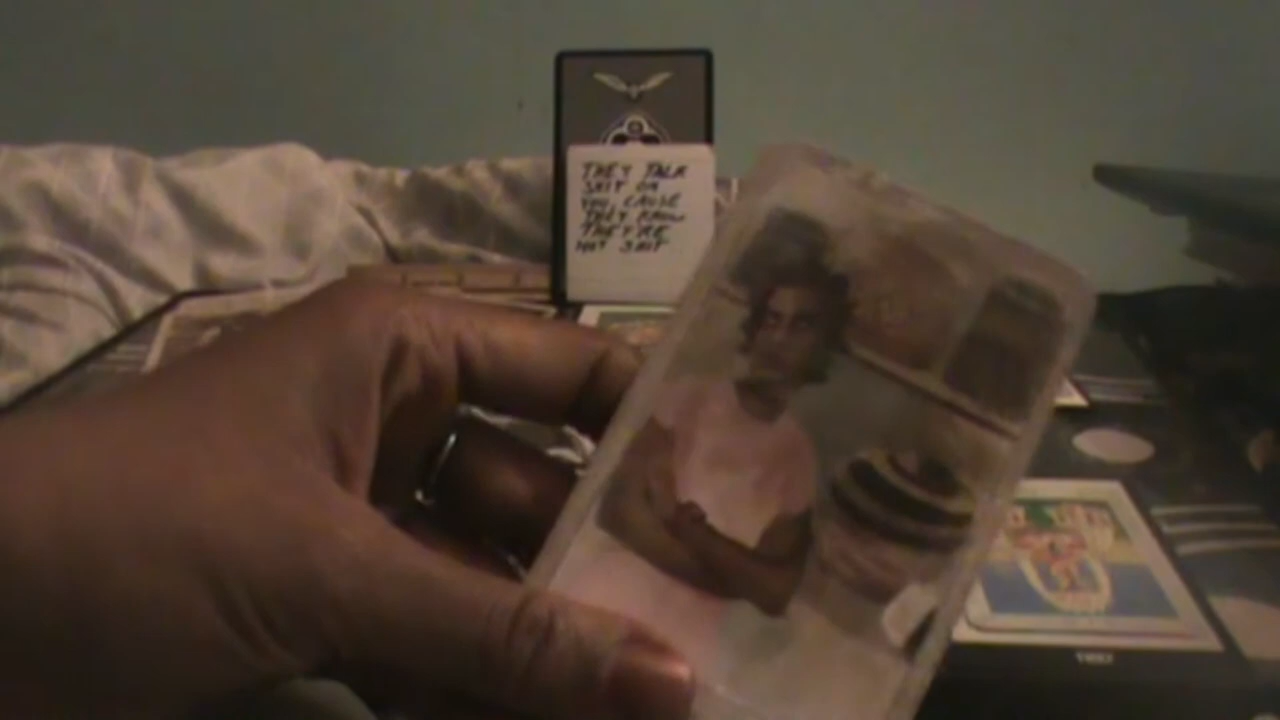 THEY TALK
SHIT ON
YOU, CAUSE
THEY KNOW
THEY'RE
NOT SHIT